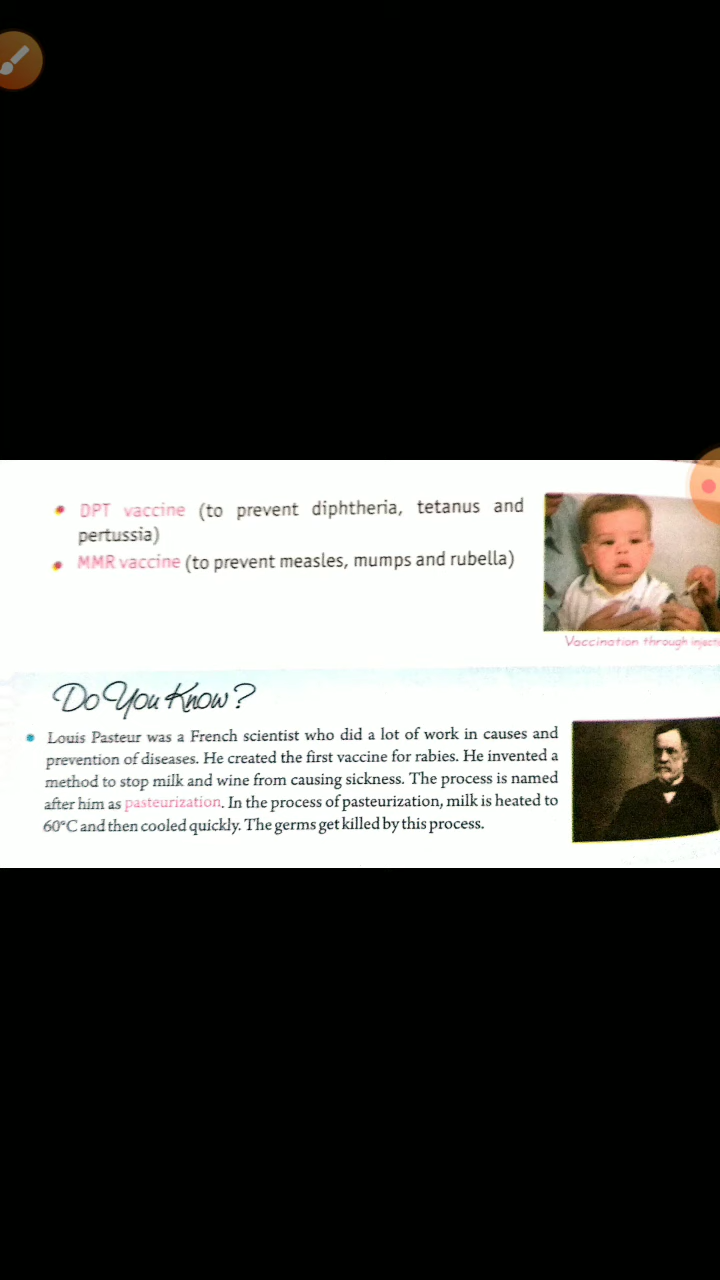 • DPT vaccine (to prevent diphtheria, tetanus and
pertussia)
• MMR vaccine (to prevent measles, mumps and rubella)
Vaccination through
Do You Know?
• Louis Pasteur was a French scientist who did a lot of work in causes and
prevention of diseases. He created the first vaccine for rabies. He invented a
method to stop milk and wine from causing sickness. The process is named
after him as pasteurization. In the process of pasteurization, milk is heated to
60°C and then cooled quickly. The germs get killed by this process.